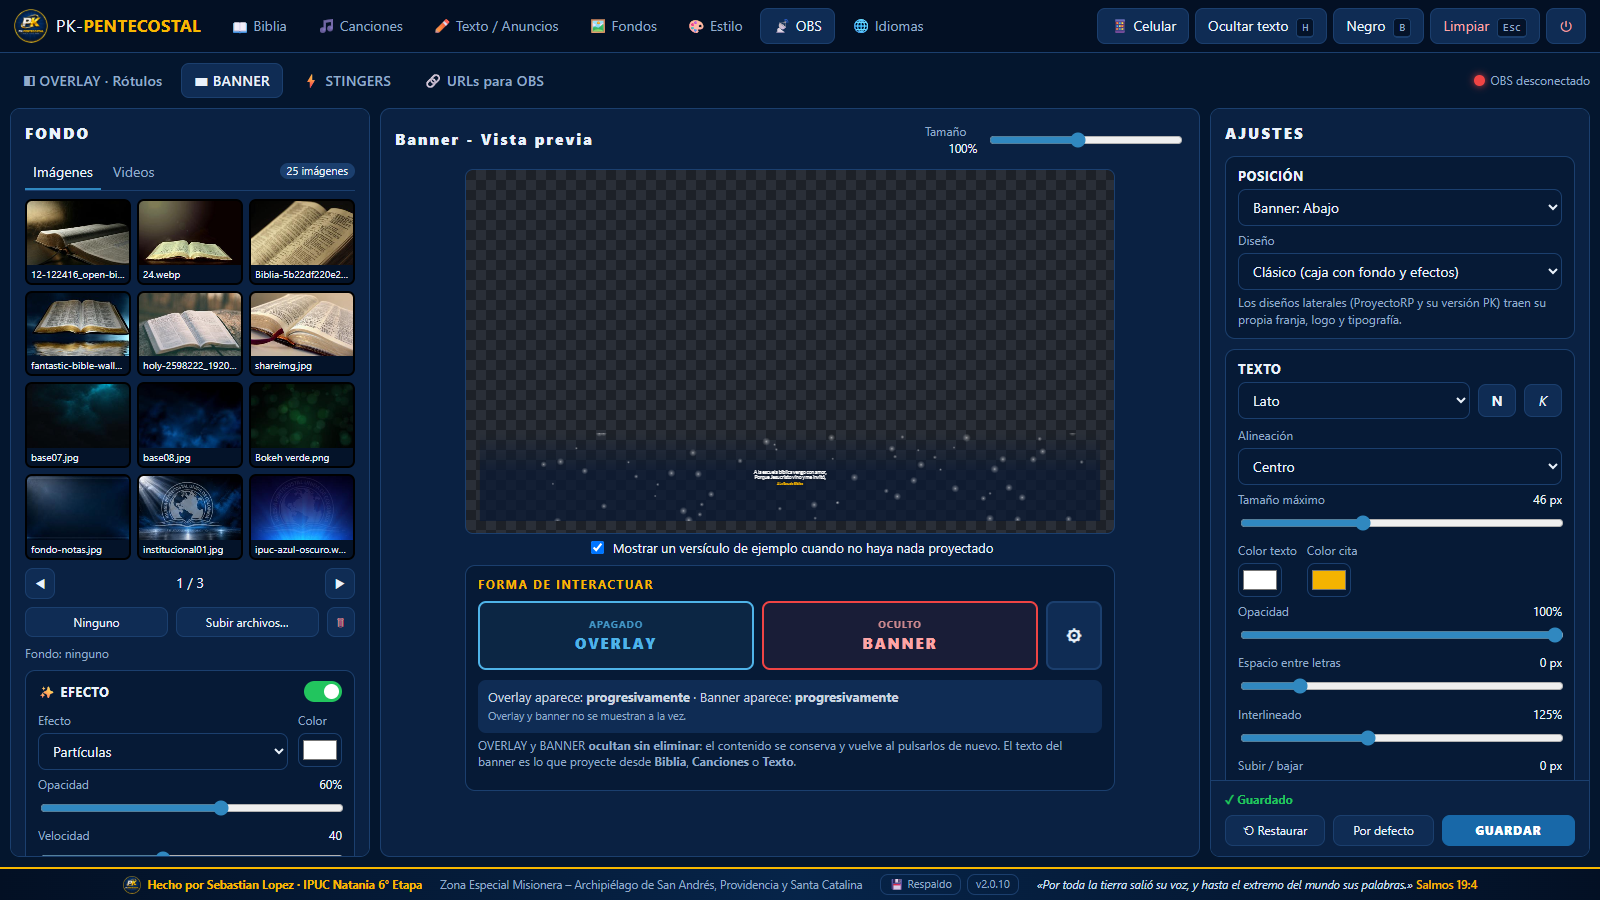 PK-PENTECOSTAL
Biblia
Canciones
Texto / Anuncios
Fondos
Estilo
OBS
Idiomas
Celular
Ocultar texto H
Negro B
Limpiar Esc
OVERLAY · Rótulos
BANNER
STINGERS
URLs para OBS
OBS desconectado
FONDO
Imágenes
Videos
25 imágenes
12-122416_open-bi...
24.webp
Biblia-5b22df220e2...
fantastic-bible-wall...
holy-2598222_1920...
shareimg.jpg
base07.jpg
base08.jpg
Bokeh verde.png
fondo-notas.jpg
institucional01.jpg
ipuc-azul-oscuro.w...
1 / 3
Ninguno
Subir archivos...
Fondo: ninguno
EFECTO
Efecto
Color
Partículas
Opacidad
60%
Velocidad
40
Banner - Vista previa
Tamaño
100%
A la escuela bíblica vengo con amor,
Porque Jesucristo vino y me invitó,
Mostrar un versículo de ejemplo cuando no haya nada proyectado
FORMA DE INTERACTUAR
APAGADO
OVERLAY
OCULTO
BANNER
Overlay aparece: progresivamente · Banner aparece: progresivamente
Overlay y banner no se muestran a la vez.
OVERLAY y BANNER ocultan sin eliminar: el contenido se conserva y vuelve al pulsarlos de nuevo. El texto del
banner es lo que proyecte desde Biblia, Canciones o Texto.
AJUSTES
POSICIÓN
Banner: Abajo
Diseño
Clásico (caja con fondo y efectos)
Los diseños laterales (ProyectoRP y su versión PK) traen su
propia franja, logo y tipografía.
TEXTO
Lato
N
K
Alineación
Centro
Tamaño máximo
46 px
Color texto
Color cita
Opacidad
100%
Espacio entre letras
0 px
Interlineado
125%
Subir / bajar
0 px
✓ Guardado
⟲ Restaurar
Por defecto
GUARDAR
Hecho por Sebastian Lopez · IPUC Natania 6° Etapa
Zona Especial Misionera – Archipiélago de San Andrés, Providencia y Santa Catalina
Respaldo
v2.0.10
«Por toda la tierra salió su voz, y hasta el extremo del mundo sus palabras.» Salmos 19:4